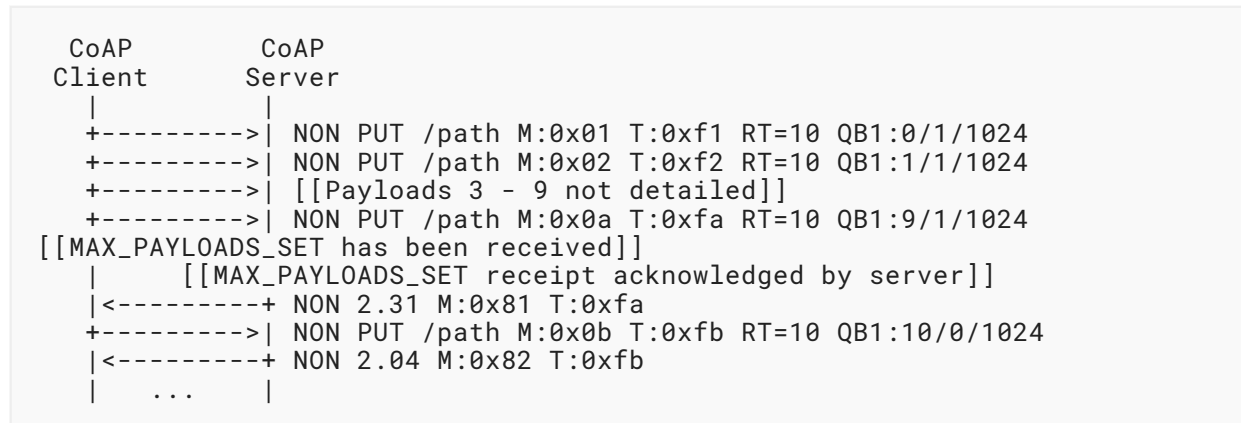 CoAP        CoAP
Client      Server
|          |
+--------->| NON PUT /path M:0x01 T:0xf1 RT=10 QB1:0/1/1024
+--------->| NON PUT /path M:0x02 T:0xf2 RT=10 QB1:1/1/1024
+--------->| [[Payloads 3 - 9 not detailed]]
+--------->| NON PUT /path M:0x0a T:0xfa RT=10 QB1:9/1/1024
[[MAX_PAYLOADS_SET has been received]]
|     [[MAX_PAYLOADS_SET receipt acknowledged by server]]
|<---------+ NON 2.31 M:0x81 T:0xfa
+--------->| NON PUT /path M:0x0b T:0xfb RT=10 QB1:10/0/1024
|<---------+ NON 2.04 M:0x82 T:0xfb
|   ...    |